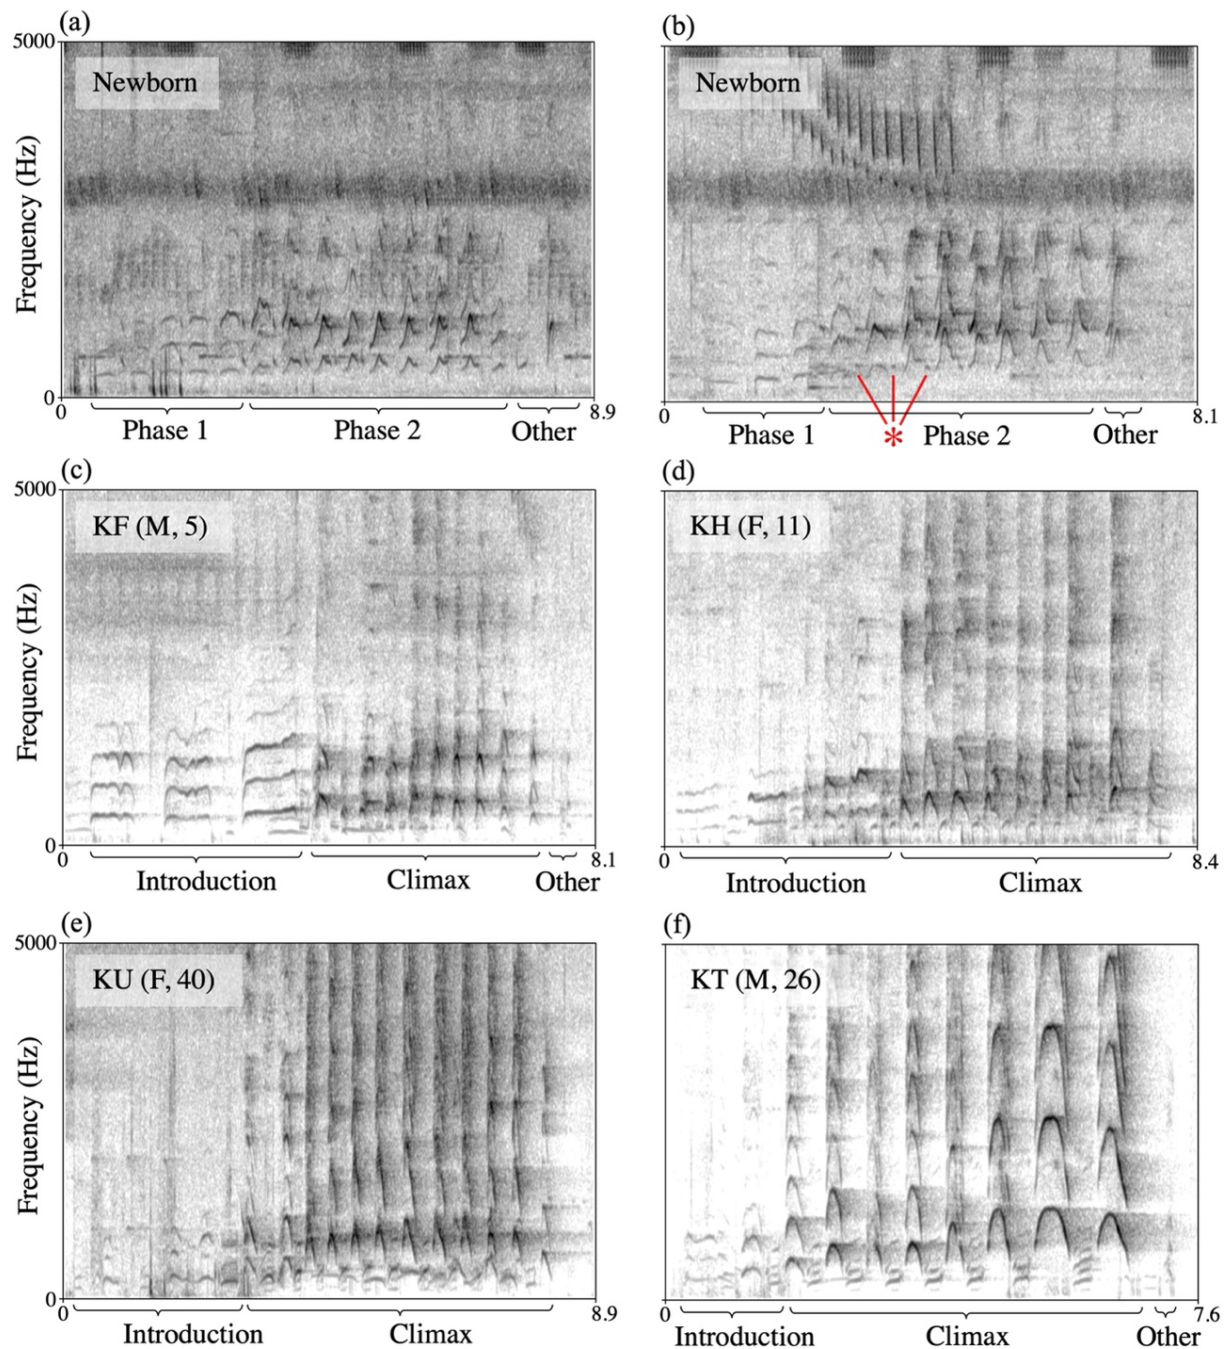 (a)
(b)
5000
Newborn
Newborn
Frequency (Hz)
0
0
8.9
0
8.1
Phase 1
Phase 2
Other
Phase 1
*
Phase 2
Other
(c)
(d)
5000
KF (M, 5)
KH (F, 11)
Frequency (Hz)
0
0
8.1
0
8.4
Introduction
Climax
Other
Introduction
Climax
(e)
(f)
5000
KU (F, 40)
KT (M, 26)
Frequency (Hz)
0
0
8.9
0
7.6
Introduction
Climax
Introduction
Climax
Other